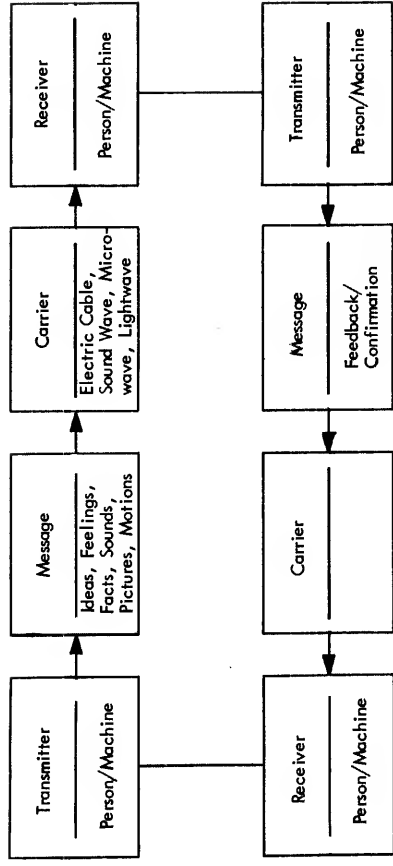 Transmitter
Person/Machine
Message
Ideas, Feelings,
Facts, Sounds,
Pictures, Motions
Carrier
Electric Cable,
Sound Wave, Micro-
wave, Lightwave
Receiver
Person/Machine
Receiver
Person/Machine
Carrier
Message
Feedback/
Confirmation
Transmitter
Person/Machine